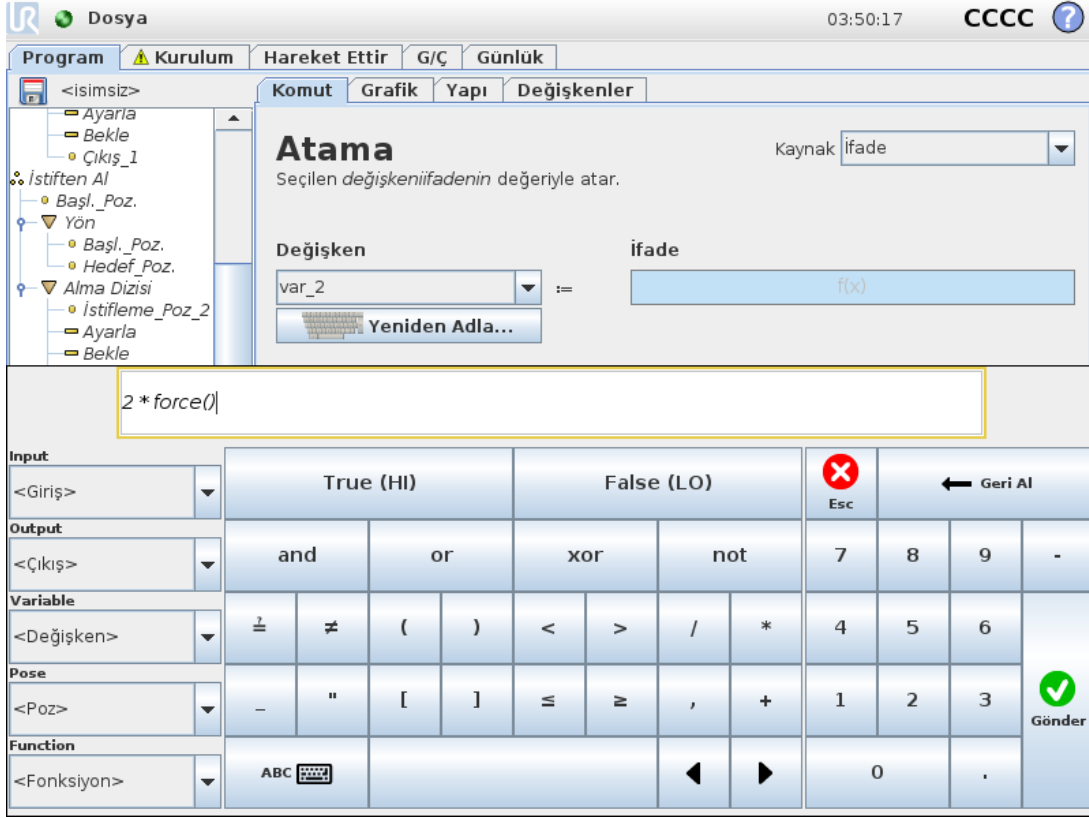 UR Dosya 03:50:17 CCCC ?
Program Kurulum Hareket Ettir G/Ç Günlük
<isimsiz> Komut Grafik Yapı Değişkenler
Ayarla
Bekle
Çıkış_1
İstiften Al
Başl._Poz.
Yön
Başl._Poz.
Hedef_Poz.
Alma Dizisi
İstifleme_Poz_2
Ayarla
Bekle
Atama
Kaynak İfade
Seçilen değişkeniifadenin değeriyle atar.
Değişken İfade
var_2 := f(x)
Yeniden Adla...
2 * force()
Input
<Giriş>
Output
<Çıkış>
Variable
<Değişken>
Pose
<Poz>
Function
<Fonksiyon>
True (HI) False (LO) Esc Geri Al
and or xor not 7 8 9 -
≟ ≠ ( ) < > / * 4 5 6
_ " [ ] ≤ ≥ , + 1 2 3 Gönder
ABC 0 .